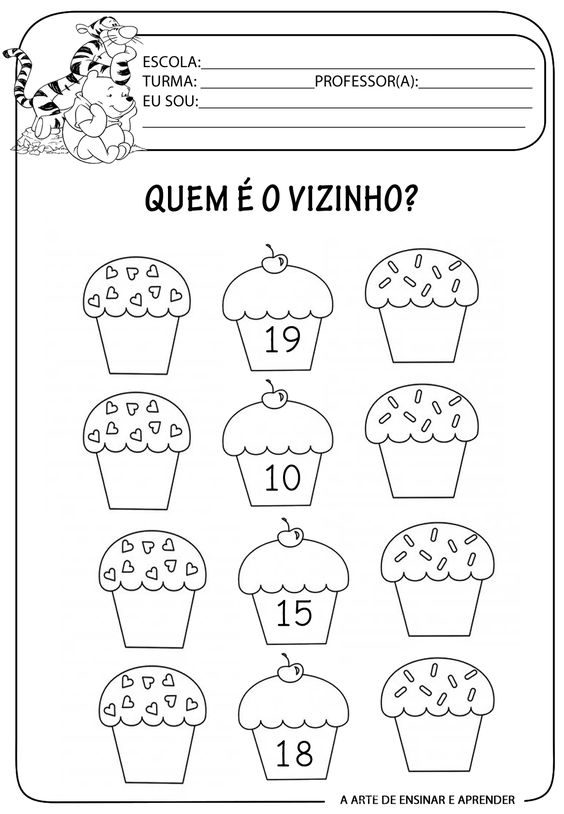 ESCOLA:
TURMA: PROFESSOR(A):
EU SOU:
QUEM É O VIZINHO?
19
10
15
18
A ARTE DE ENSINAR E APRENDER